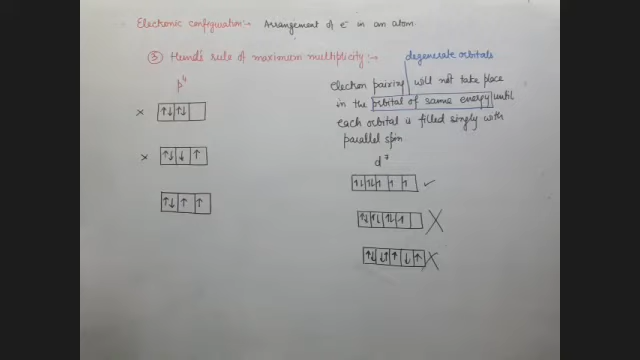 Electronic configuration:- Arrangement of e⁻ in an atom.
③ Hund's rule of maximum multiplicity:-
degenerate orbitals
electron pairing will not take place
in the orbital of same energy until
each orbital is filled singly with
parallel spin
p⁴
× ↑↓ ↑↓
× ↑↓ ↓ ↑
↑↓ ↑ ↑
d⁷
↑↓ ↑↓ ↑ ↑ ↑ ✓
↑↓ ↑↓ ↑↓ ↑ ×
↑↓ ↓↑ ↑ ↓ ↑ ×